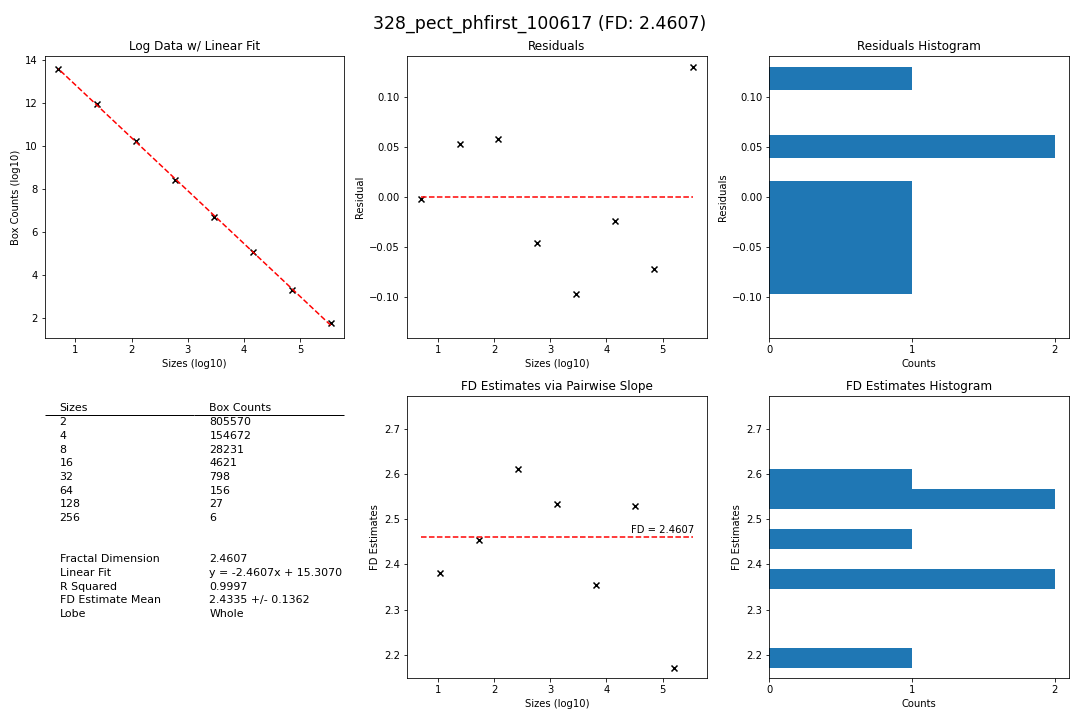 328_pect_phfirst_100617 (FD: 2.4607)
Log Data w/ Linear Fit
Box Counts (log10)
14
12
10
8
6
4
2
1 2 3 4 5
Sizes (log10)
Residuals
Residual
0.10
0.05
0.00
−0.05
−0.10
1 2 3 4 5
Sizes (log10)
Residuals Histogram
Residuals
0.10
0.05
0.00
−0.05
−0.10
0 1 2
Counts
Sizes Box Counts
2 805570
4 154672
8 28231
16 4621
32 798
64 156
128 27
256 6
Fractal Dimension 2.4607
Linear Fit y = -2.4607x + 15.3070
R Squared 0.9997
FD Estimate Mean 2.4335 +/- 0.1362
Lobe Whole
FD Estimates via Pairwise Slope
FD Estimates
2.7
2.6
2.5
2.4
2.3
2.2
FD = 2.4607
1 2 3 4 5
Sizes (log10)
FD Estimates Histogram
FD Estimates
2.7
2.6
2.5
2.4
2.3
2.2
0 1 2
Counts